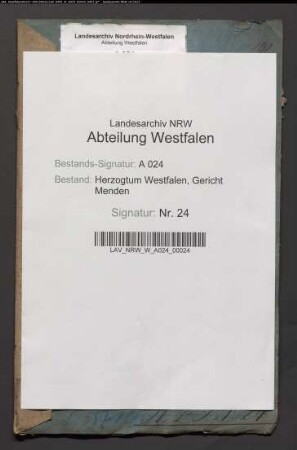 Landesarchiv Nordrhein-Westfalen
Abteilung Westfalen
Landesarchiv NRW
Abteilung Westfalen
Bestands-Signatur: A 024
Bestand: Herzogtum Westfalen, Gericht
Menden
Signatur: Nr. 24
LAV_NRW_W_A024_00024